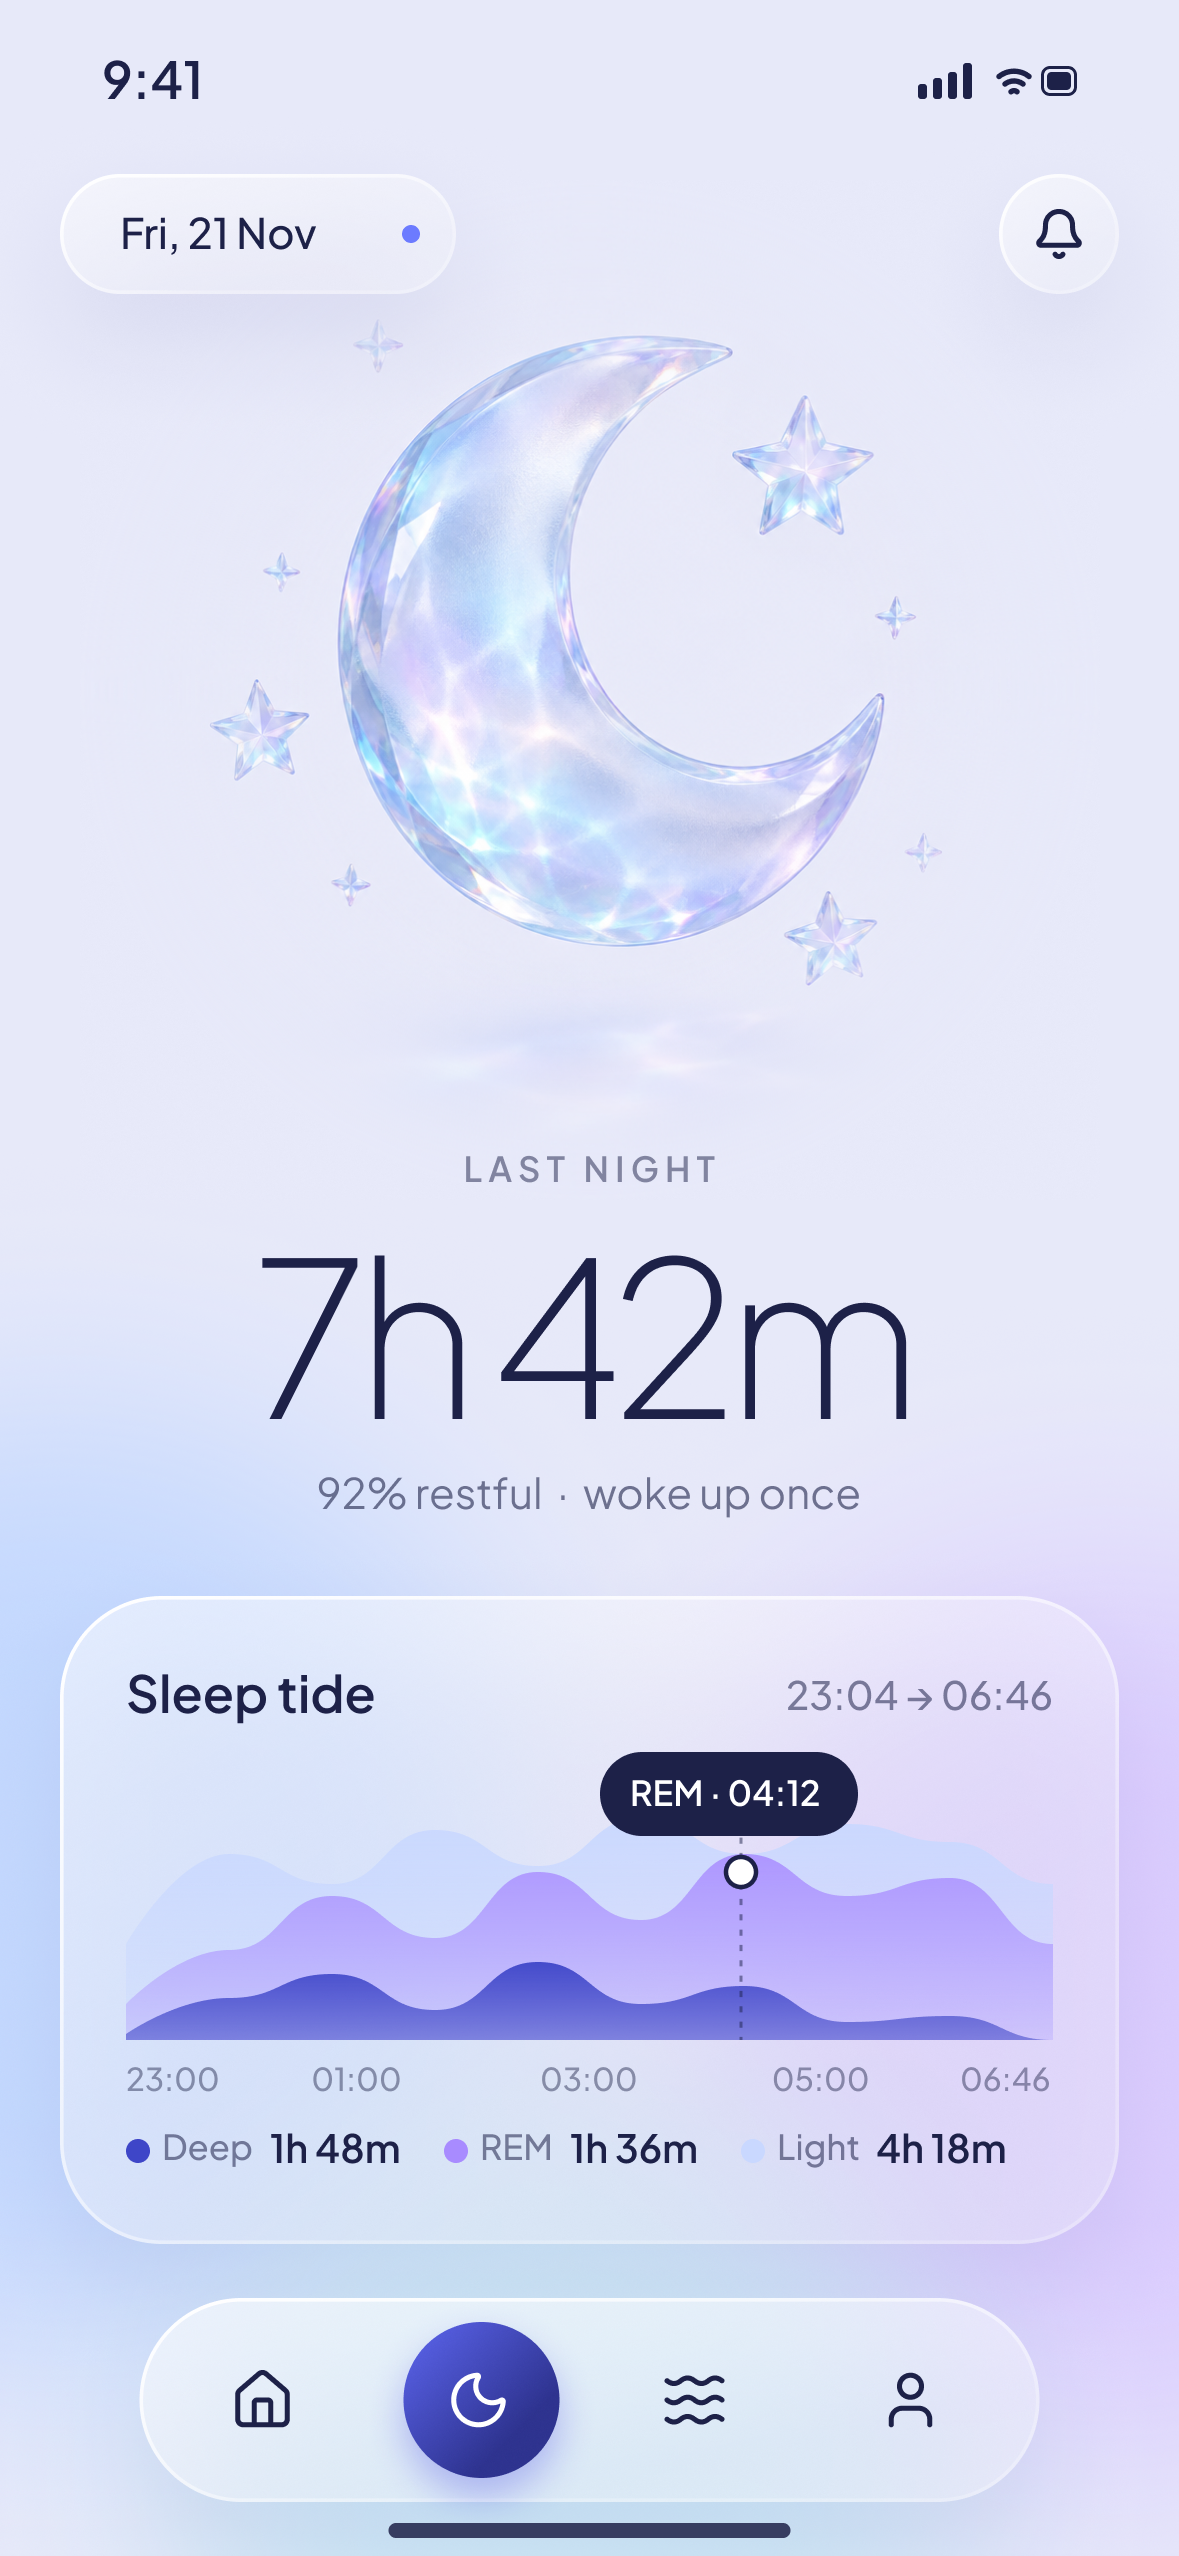 9:41
Fri, 21 Nov
LAST NIGHT
7h 42m
92% restful · woke up once
Sleep tide
23:04 → 06:46
REM · 04:12
23:00 01:00 03:00 05:00 06:46
Deep 1h 48m REM 1h 36m Light 4h 18m